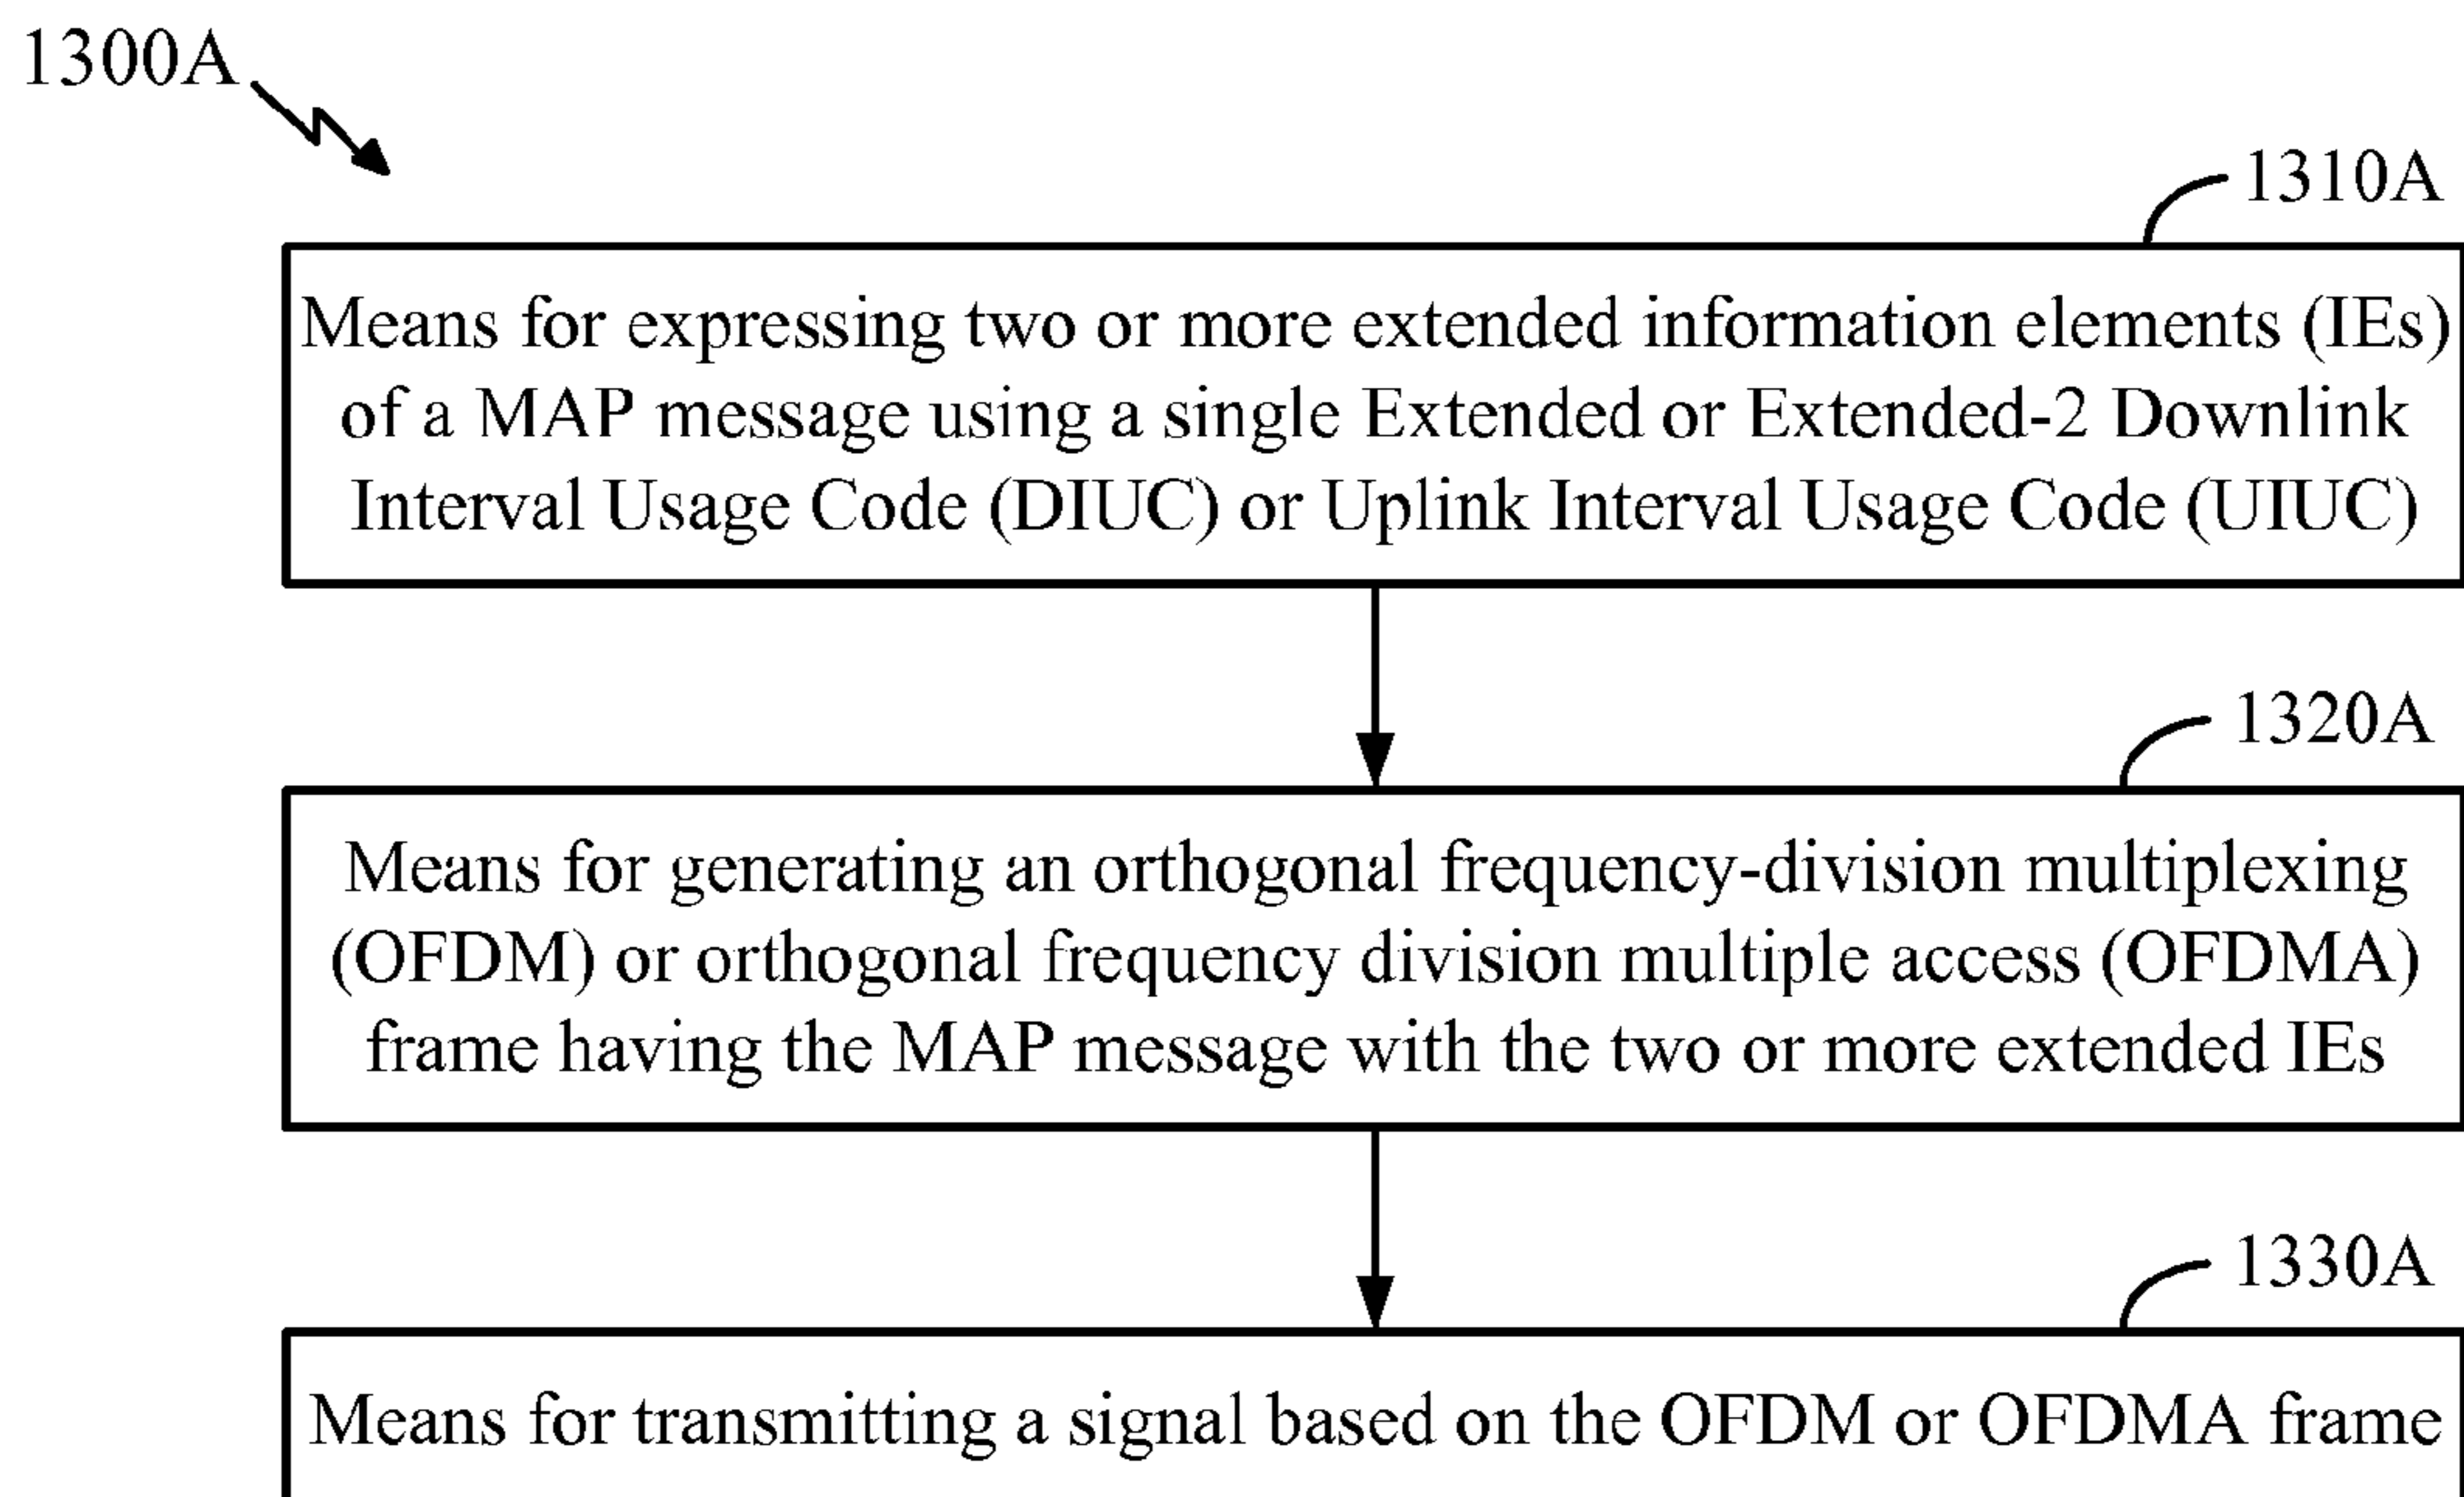 1300A
1310A
Means for expressing two or more extended information elements (IEs)
of a MAP message using a single Extended or Extended-2 Downlink
Interval Usage Code (DIUC) or Uplink Interval Usage Code (UIUC)
1320A
Means for generating an orthogonal frequency-division multiplexing
(OFDM) or orthogonal frequency division multiple access (OFDMA)
frame having the MAP message with the two or more extended IEs
1330A
Means for transmitting a signal based on the OFDM or OFDMA frame